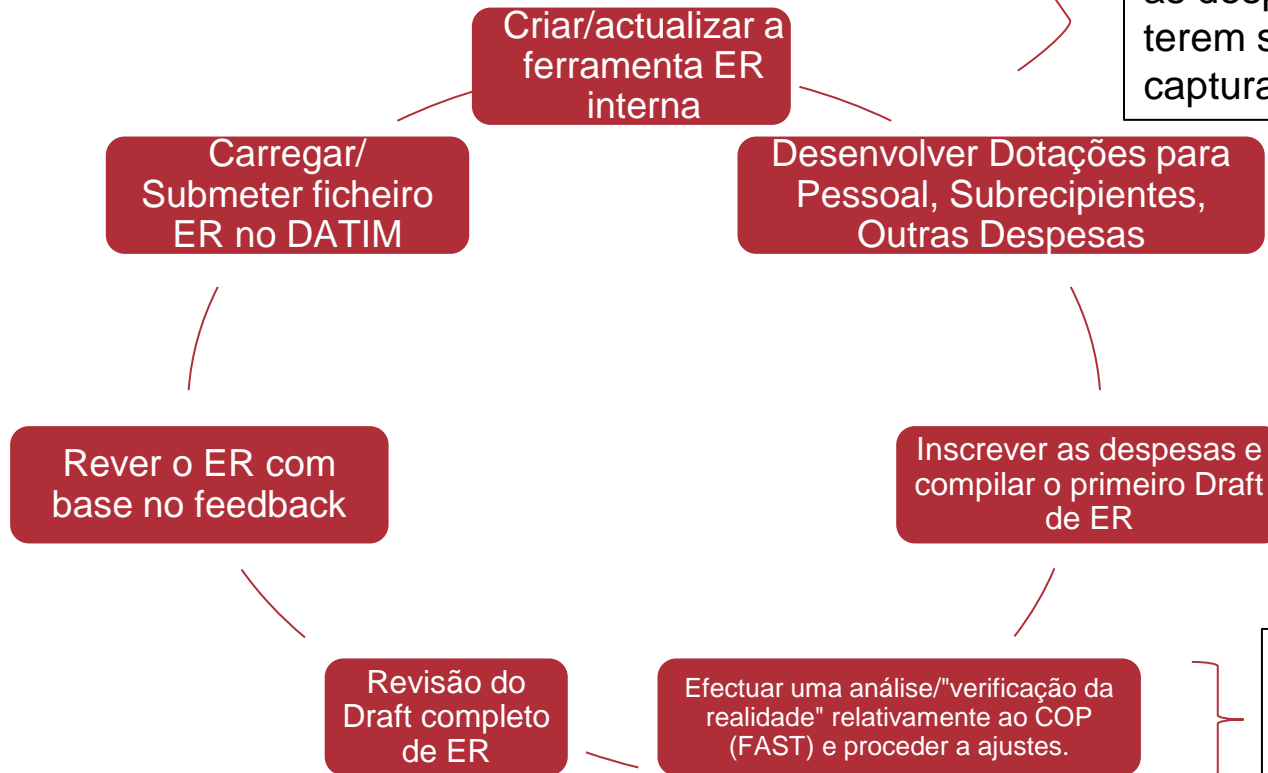 Criar/actualizar a
ferramenta ER
interna
terem s
captura
Desenvolver Dotações para
Pessoal, Subrecipientes,
Outras Despesas
Inscrever as despesas e
compilar o primeiro Draft
de ER
Efectuar uma análise/"verificação da
realidade" relativamente ao COP
(FAST) e proceder a ajustes.
Revisão do
Draft completo
de ER
Rever o ER com
base no feedback
Carregar/
Submeter ficheiro
ER no DATIM